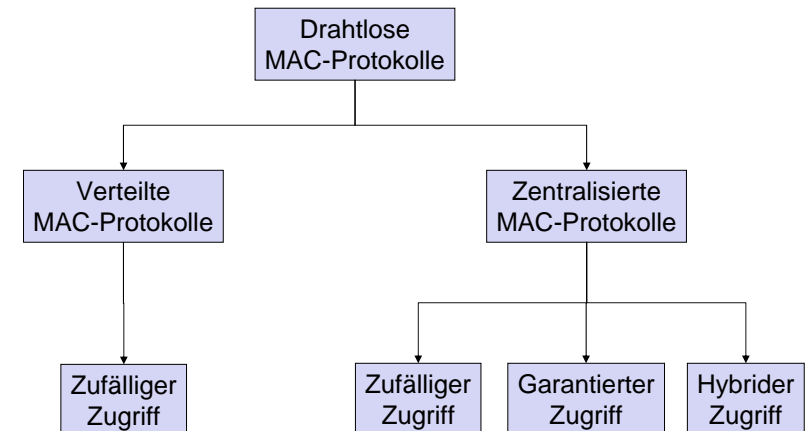 Drahtlose
MAC-Protokolle
Verteilte
MAC-Protokolle
Zentralisierte
MAC-Protokolle
Zufälliger
Zugriff
Zufälliger
Zugriff
Garantierter
Zugriff
Hybrider
Zugriff